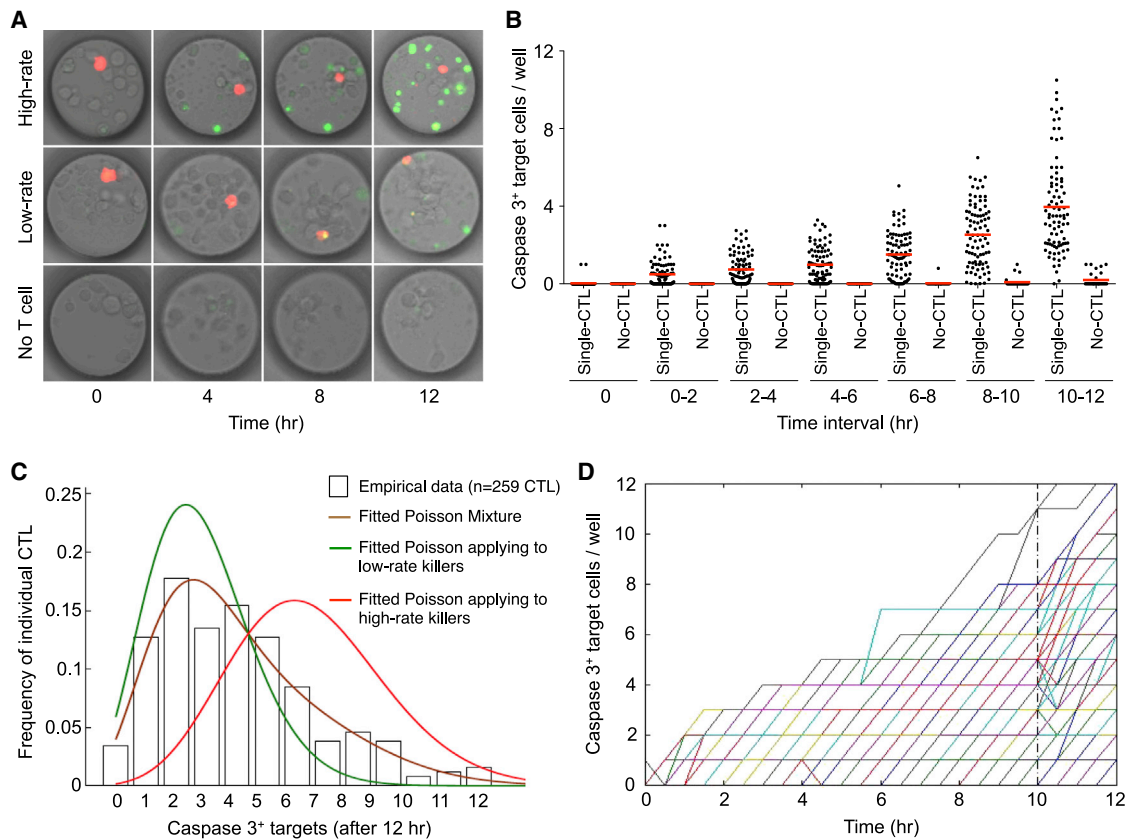 A
High-rate
Low-rate
No T cell
0 4 8 12
Time (hr)
B
Caspase 3+ target cells / well
12
8
4
0
Single-CTL No-CTL Single-CTL No-CTL Single-CTL No-CTL Single-CTL No-CTL Single-CTL No-CTL Single-CTL No-CTL Single-CTL No-CTL
0 0-2 2-4 4-6 6-8 8-10 10-12
Time interval (hr)
C
Frequency of individual CTL
0.25
0.2
0.15
0.1
0.05
0
Empirical data (n=259 CTL)
Fitted Poisson Mixture
Fitted Poisson applying to
low-rate killers
Fitted Poisson applying to
high-rate killers
0 1 2 3 4 5 6 7 8 9 10 11 12
Caspase 3+ targets (after 12 hr)
D
Caspase 3+ target cells / well
12
10
8
6
4
2
0
0 2 4 6 8 10 12
Time (hr)